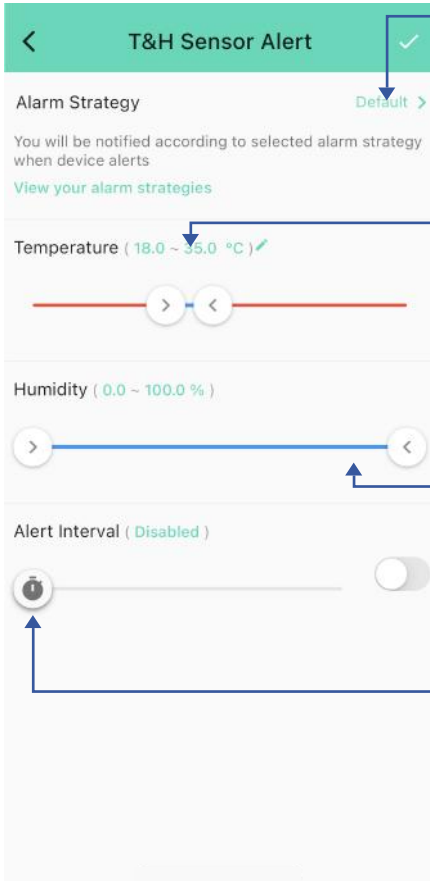 T&H Sensor Alert
Alarm Strategy Default >
You will be notified according to selected alarm strategy
when device alerts
View your alarm strategies
Temperature ( 18.0 ~ 35.0 °C )
Humidity ( 0.0 ~ 100.0 % )
Alert Interval ( Disabled )